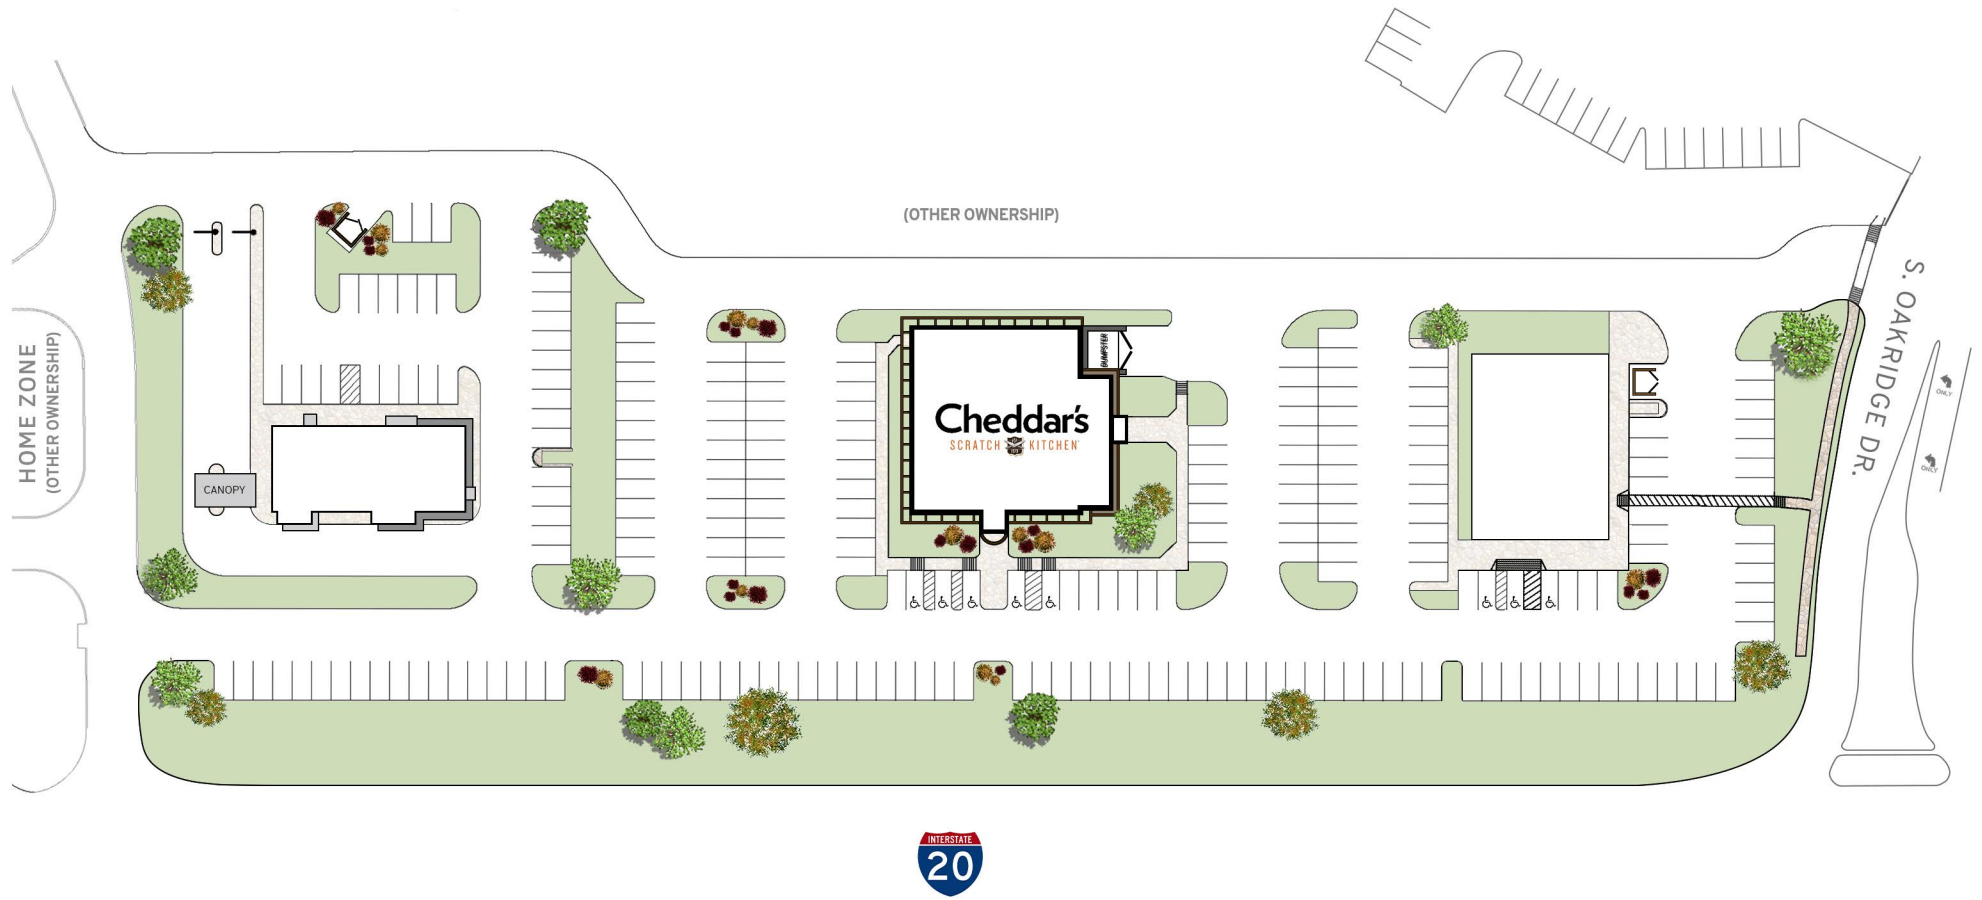 (OTHER OWNERSHIP)
HOME ZONE
(OTHER OWNERSHIP)
CANOPY
DUMPSTER
Cheddar's
SCRATCH KITCHEN
S. OAKRIDGE DR.
ONLY
ONLY
INTERSTATE
20